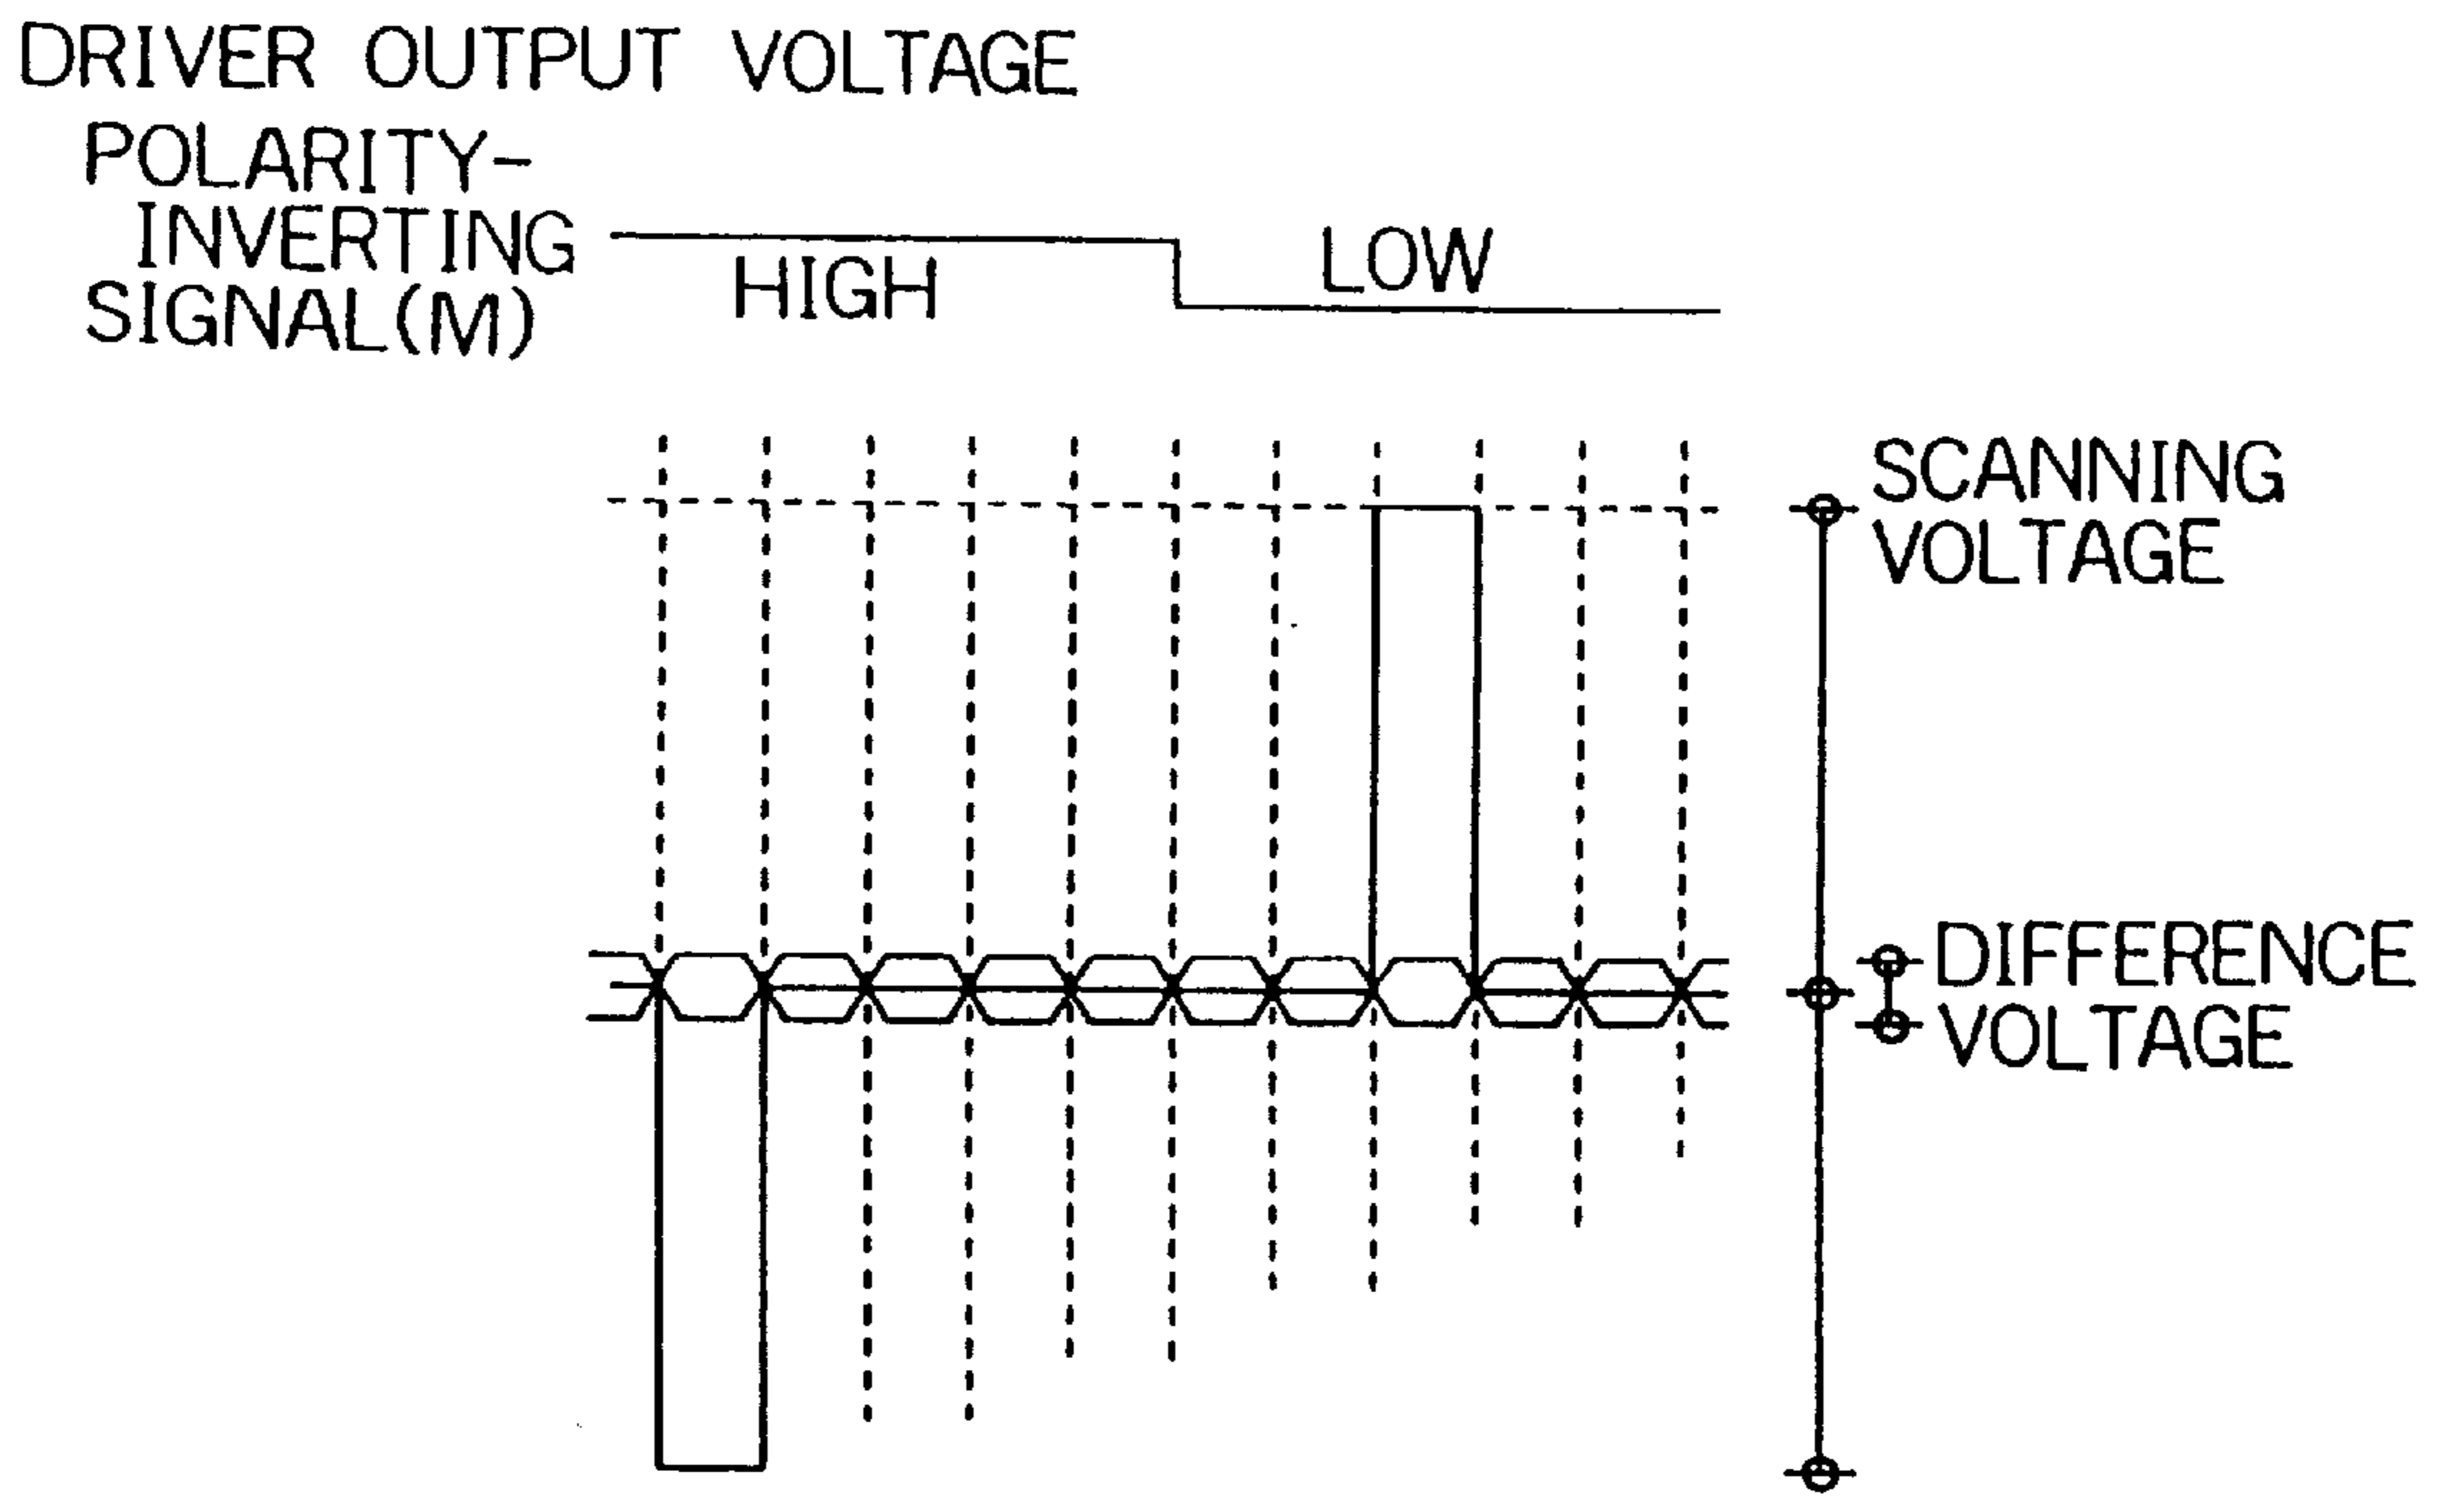 DRIVER OUTPUT VOLTAGE
POLARITY-
INVERTING
SIGNAL(M)
HIGH
LOW
SCANNING
VOLTAGE
DIFFERENCE
VOLTAGE